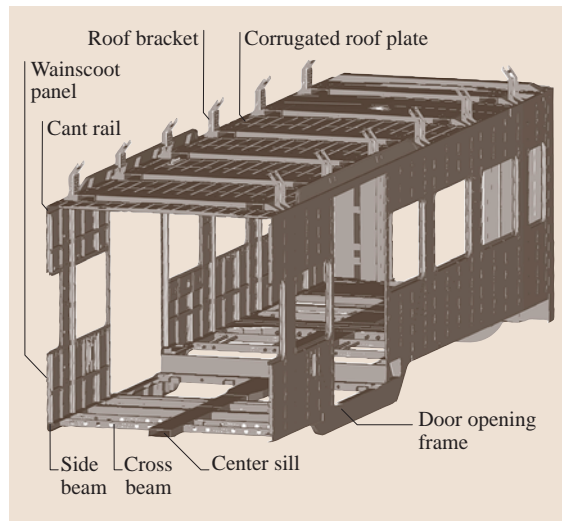 Roof bracket
Corrugated roof plate
Wainscoot
panel
Cant rail
Door opening
frame
Side
beam
Cross
beam
Center sill